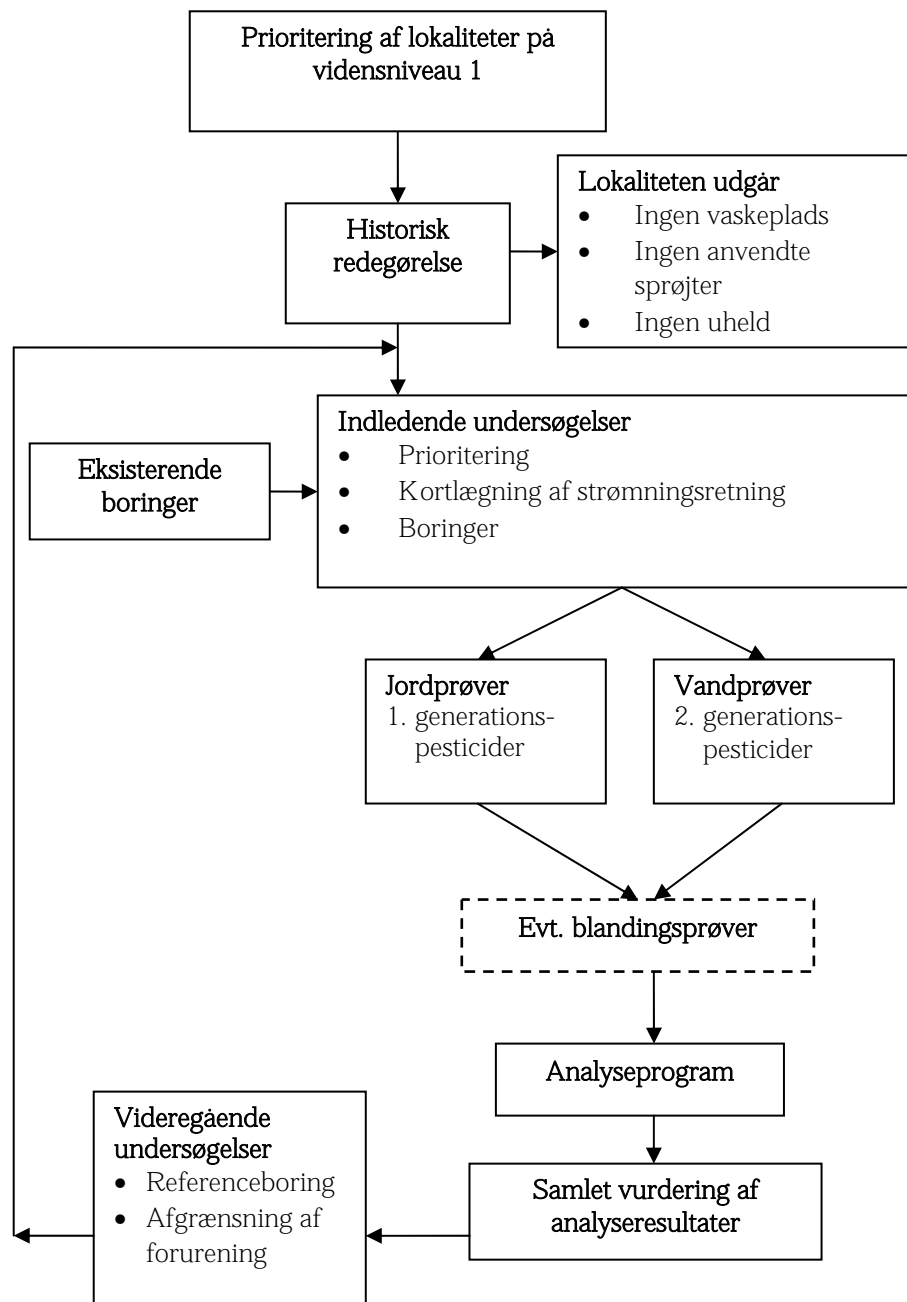 Prioritering af lokaliteter på
vidensniveau 1
Historisk
redegørelse
Lokaliteten udgår
• Ingen vaskeplads
• Ingen anvendte
sprøjter
• Ingen uheld
Eksisterende
boringer
Indledende undersøgelser
• Prioritering
• Kortlægning af strømningsretning
• Boringer
Jordprøver
1. generations-
pesticider
Vandprøver
2. generations-
pesticider
Evt. blandingsprøver
Analyseprogram
Samlet vurdering af
analyseresultater
Videregående
undersøgelser
• Referenceboring
• Afgrænsning af
forurening